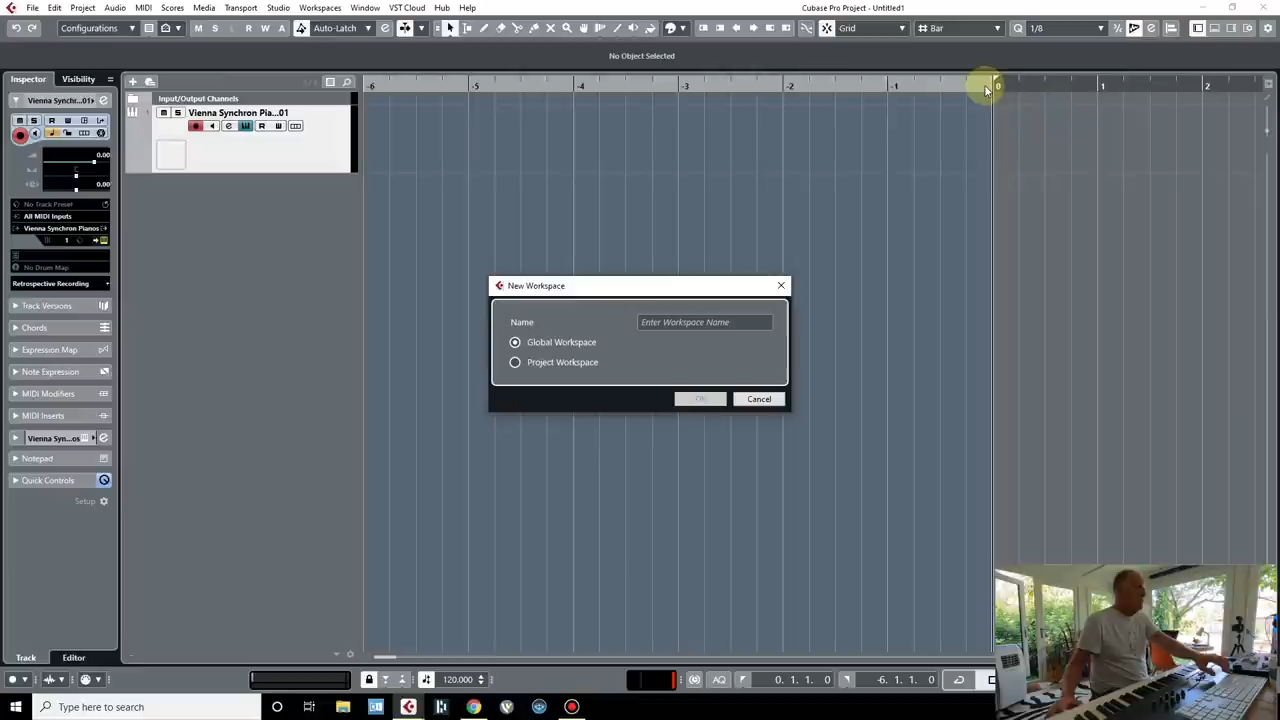 File Edit Project Audio MIDI Scores Media Transport Studio Workspaces Window VST Cloud Hub Help
Cubase Pro Project - Untitled1
Configurations M S L R W A Auto-Latch Grid Bar Q 1/8
No Object Selected
Inspector Visibility
Vienna Synchr...01
0.00
C
0.00
No Track Preset
All MIDI Inputs
Vienna Synchron Pianos
1
No Drum Map
Retrospective Recording
Track Versions
Chords
Expression Map
Note Expression
MIDI Modifiers
MIDI Inserts
Vienna Syn...os
Notepad
Quick Controls
Setup
Track Editor
Input/Output Channels
1 M S Vienna Synchron Pia...01
R W
-6 -5 -4 -3 -2 -1 0 1 2
New Workspace
Name Enter Workspace Name
Global Workspace
Project Workspace
OK Cancel
AQ 120.000 0. 1. 1. 0 -6. 1. 1. 0
Type here to search